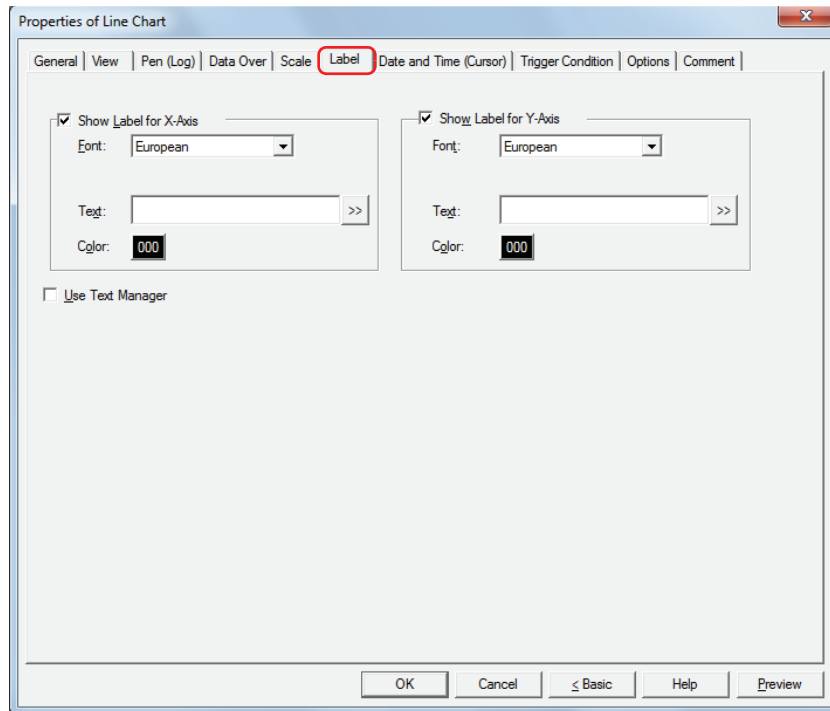 Properties of Line Chart
General View Pen (Log) Data Over Scale Label Date and Time (Cursor) Trigger Condition Options Comment
Show Label for X-Axis Show Label for Y-Axis
Font: European Font: European
Text: >> Text: >>
Color: 000 Color: 000
Use Text Manager
OK Cancel < Basic Help Preview